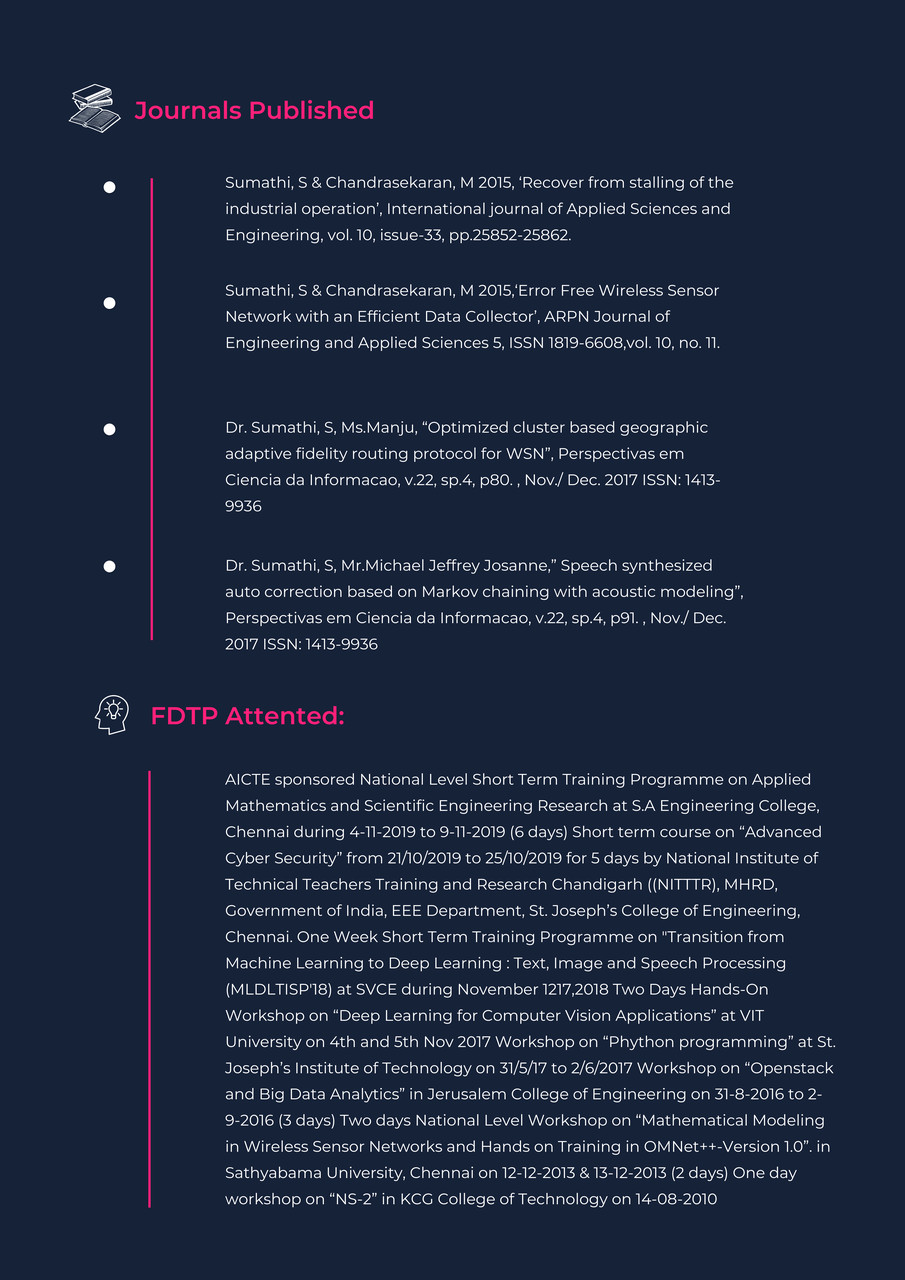 Journals Published
Sumathi, S & Chandrasekaran, M 2015, ‘Recover from stalling of the
industrial operation’, International journal of Applied Sciences and
Engineering, vol. 10, issue-33, pp.25852-25862.
Sumathi, S & Chandrasekaran, M 2015,‘Error Free Wireless Sensor
Network with an Efficient Data Collector’, ARPN Journal of
Engineering and Applied Sciences 5, ISSN 1819-6608,vol. 10, no. 11.
Dr. Sumathi, S, Ms.Manju, “Optimized cluster based geographic
adaptive fidelity routing protocol for WSN”, Perspectivas em
Ciencia da Informacao, v.22, sp.4, p80. , Nov./ Dec. 2017 ISSN: 1413-
9936
Dr. Sumathi, S, Mr.Michael Jeffrey Josanne,” Speech synthesized
auto correction based on Markov chaining with acoustic modeling”,
Perspectivas em Ciencia da Informacao, v.22, sp.4, p91. , Nov./ Dec.
2017 ISSN: 1413-9936
FDTP Attented:
AICTE sponsored National Level Short Term Training Programme on Applied
Mathematics and Scientific Engineering Research at S.A Engineering College,
Chennai during 4-11-2019 to 9-11-2019 (6 days) Short term course on “Advanced
Cyber Security” from 21/10/2019 to 25/10/2019 for 5 days by National Institute of
Technical Teachers Training and Research Chandigarh ((NITTTR), MHRD,
Government of India, EEE Department, St. Joseph’s College of Engineering,
Chennai. One Week Short Term Training Programme on "Transition from
Machine Learning to Deep Learning : Text, Image and Speech Processing
(MLDLTISP'18) at SVCE during November 1217,2018 Two Days Hands-On
Workshop on “Deep Learning for Computer Vision Applications” at VIT
University on 4th and 5th Nov 2017 Workshop on “Phython programming” at St.
Joseph’s Institute of Technology on 31/5/17 to 2/6/2017 Workshop on “Openstack
and Big Data Analytics” in Jerusalem College of Engineering on 31-8-2016 to 2-
9-2016 (3 days) Two days National Level Workshop on “Mathematical Modeling
in Wireless Sensor Networks and Hands on Training in OMNet++-Version 1.0”. in
Sathyabama University, Chennai on 12-12-2013 & 13-12-2013 (2 days) One day
workshop on “NS-2” in KCG College of Technology on 14-08-2010